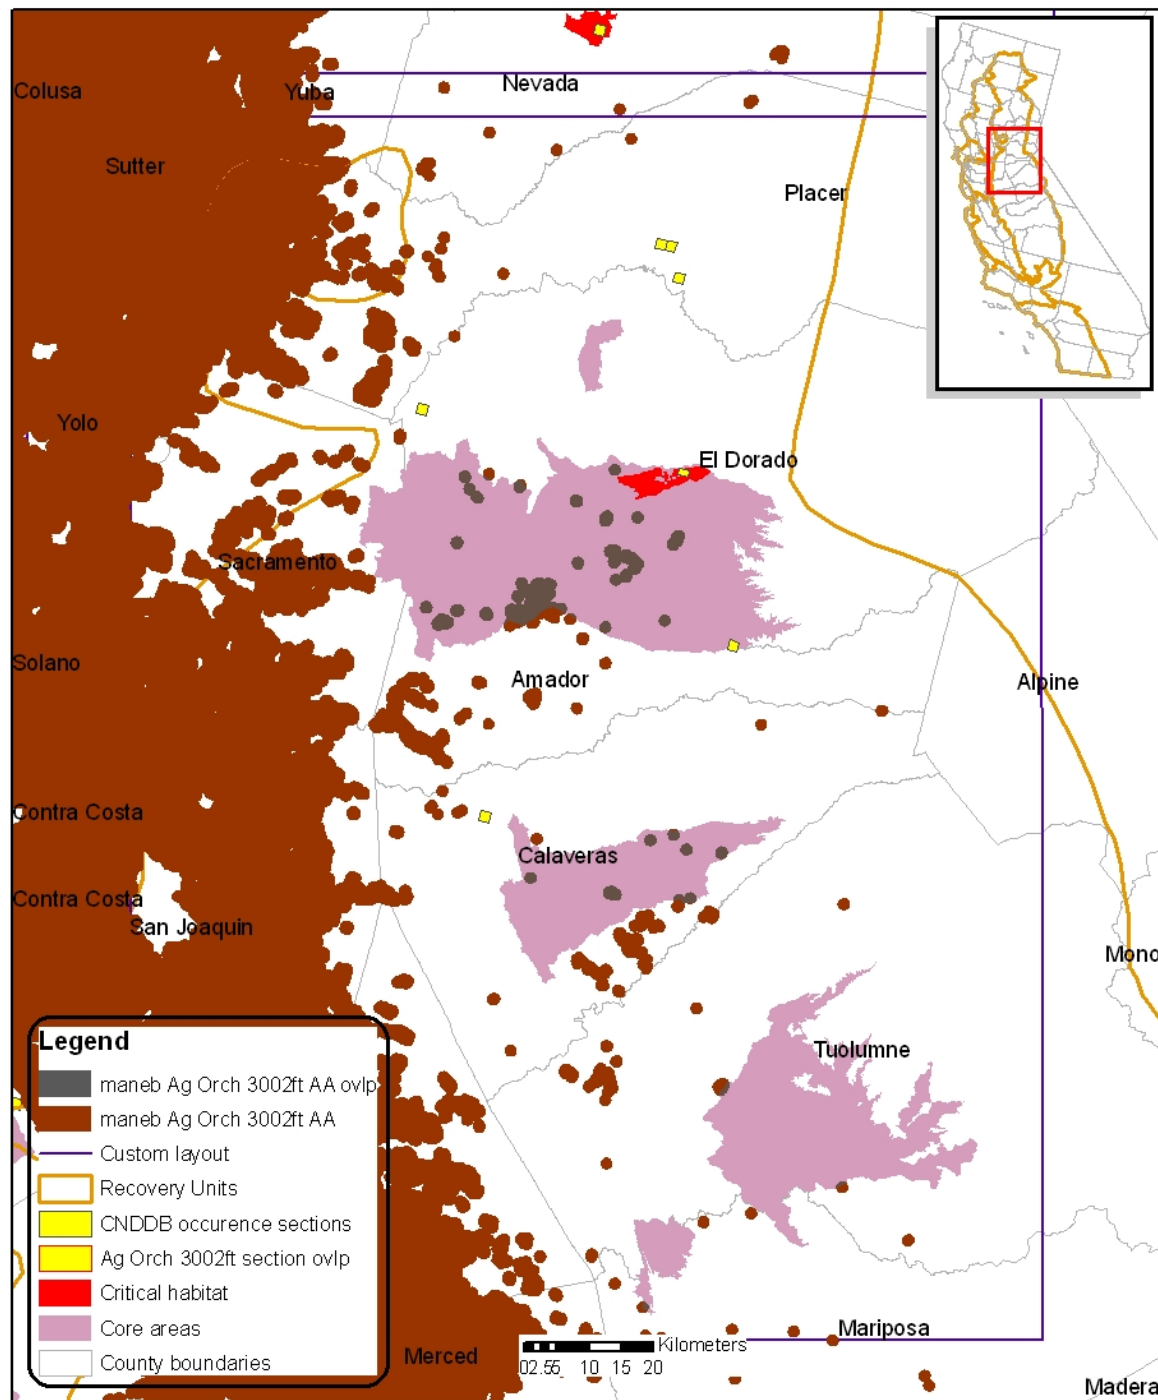 Colusa
Yuba
Nevada
Sutter
Placer
Yolo
El Dorado
Sacramento
Solano
Amador
Alpine
Contra Costa
Calaveras
Contra Costa
San Joaquin
Mono
Tuolumne
Legend
maneb Ag Orch 3002ft AA ovlp
maneb Ag Orch 3002ft AA
Custom layout
Recovery Units
CNDDB occurence sections
Ag Orch 3002ft section ovlp
Critical habitat
Core areas
County boundaries
Mariposa
Kilometers
02.55 10 15 20
Merced
Madera